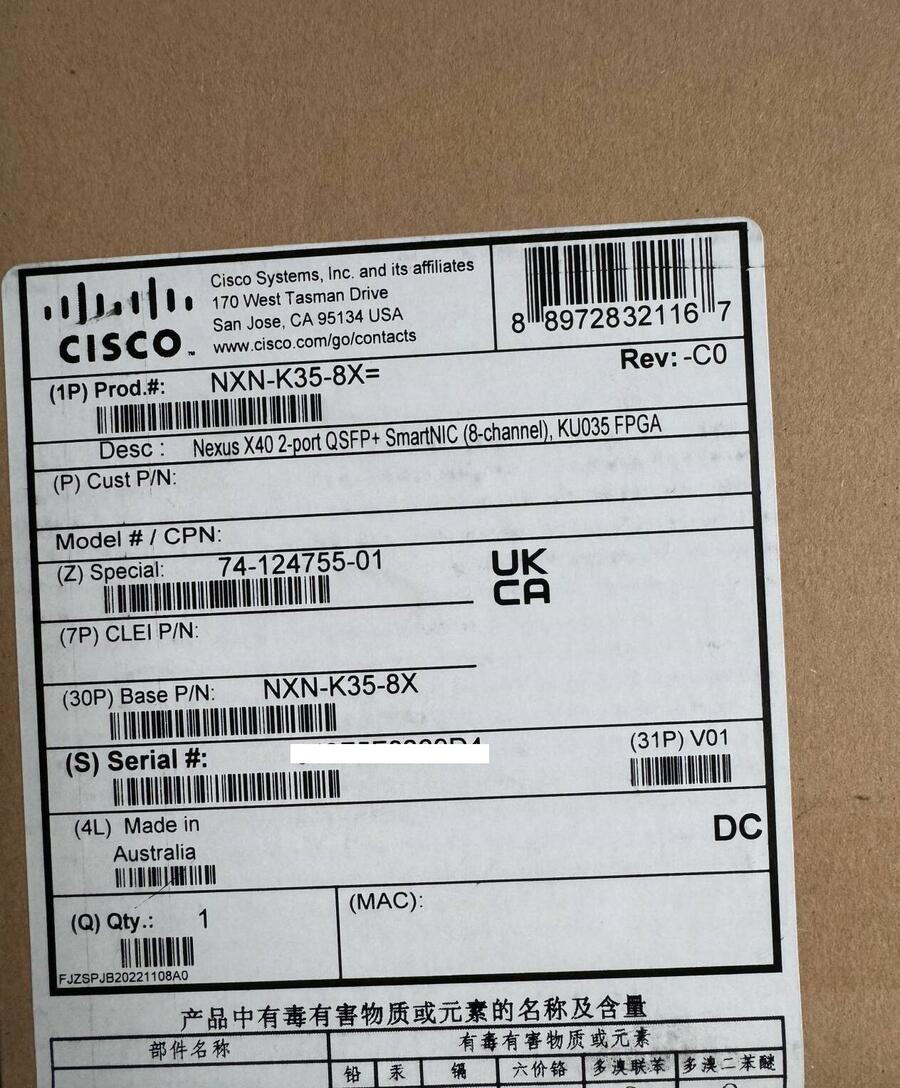 CISCO™
Cisco Systems, Inc. and its affiliates
170 West Tasman Drive
San Jose, CA 95134 USA
www.cisco.com/go/contacts
8 89728 32116 7
(1P) Prod.#: NXN-K35-8X=
Rev: -C0
Desc : Nexus X40 2-port QSFP+ SmartNIC (8-channel), KU035 FPGA
(P) Cust P/N:
Model # / CPN:
(Z) Special: 74-124755-01
UK
CA
(7P) CLEI P/N:
(30P) Base P/N: NXN-K35-8X
(S) Serial #:
(31P) V01
(4L) Made in
Australia
DC
(Q) Qty.: 1
(MAC):
FJZSPJB20221108A0
产品中有毒有害物质或元素的名称及含量
部件名称
有毒有害物质或元素
铅 汞 镉 六价铬 多溴联苯 多溴二苯醚